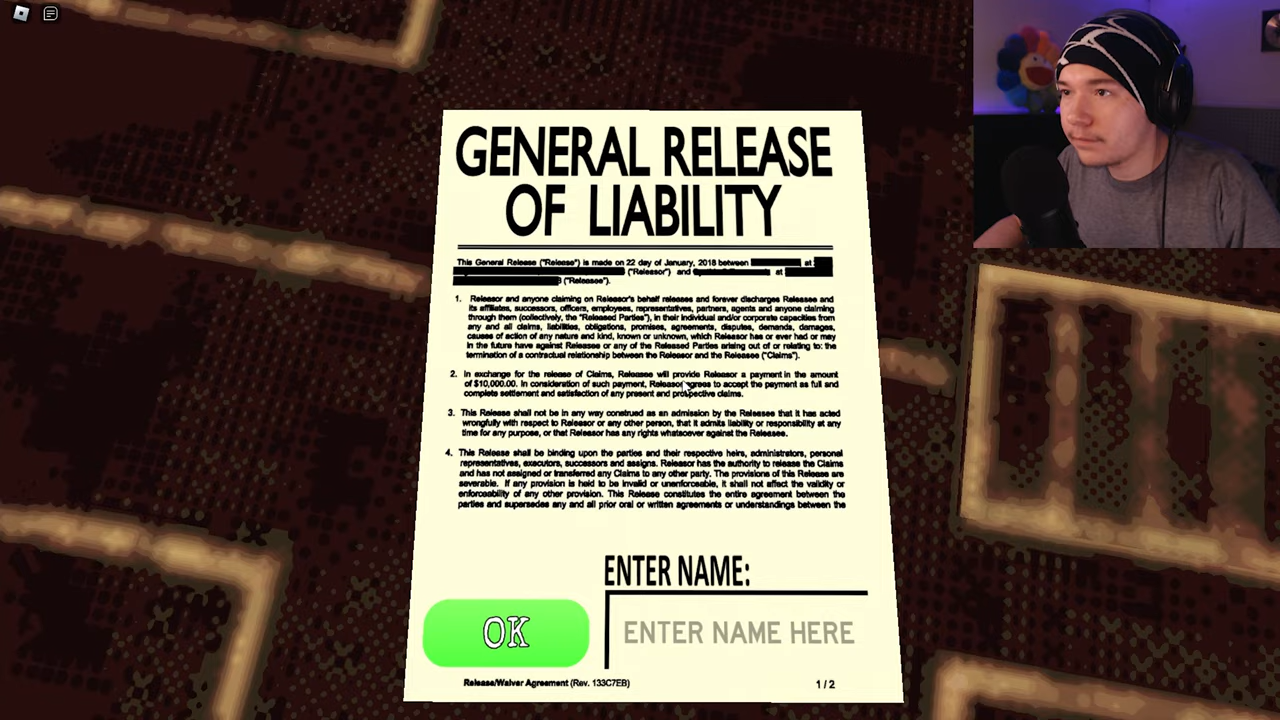 GENERAL RELEASE
OF LIABILITY
This General Release ("Release") is made on 22 day of January, 2018 between at
("Releasor") and at
("Releasee").
1. Releasor and anyone claiming on Releasor's behalf releases and forever discharges Releasee and
its affiliates, successors, officers, employees, representatives, partners, agents and anyone claiming
through them (collectively, the "Released Parties"), in their individual and/or corporate capacities from
any and all claims, liabilities, obligations, promises, agreements, disputes, demands, damages,
causes of action of any nature and kind, known or unknown, which Releasor has or ever had or may
in the future have against Releasee or any of the Released Parties arising out of or relating to: the
termination of a contractual relationship between the Releasor and the Releasee ("Claims").
2. In exchange for the release of Claims, Releasee will provide Releasor a payment in the amount
of $10,000.00. In consideration of such payment, Releasor agrees to accept the payment as full and
complete settlement and satisfaction of any present and prospective claims.
3. This Release shall not be in any way construed as an admission by the Releasee that it has acted
wrongfully with respect to Releasor or any other person, that it admits liability or responsibility at any
time for any purpose, or that Releasor has any rights whatsoever against the Releasee.
4. This Release shall be binding upon the parties and their respective heirs, administrators, personal
representatives, executors, successors and assigns. Releasor has the authority to release the Claims
and has not assigned or transferred any Claims to any other party. The provisions of this Release are
severable. If any provision is held to be invalid or unenforceable, it shall not affect the validity or
enforceability of any other provision. This Release constitutes the entire agreement between the
parties and supersedes any and all prior oral or written agreements or understandings between the
ENTER NAME:
OK
ENTER NAME HERE
Release/Waiver Agreement (Rev. 133C7EB)
1 / 2